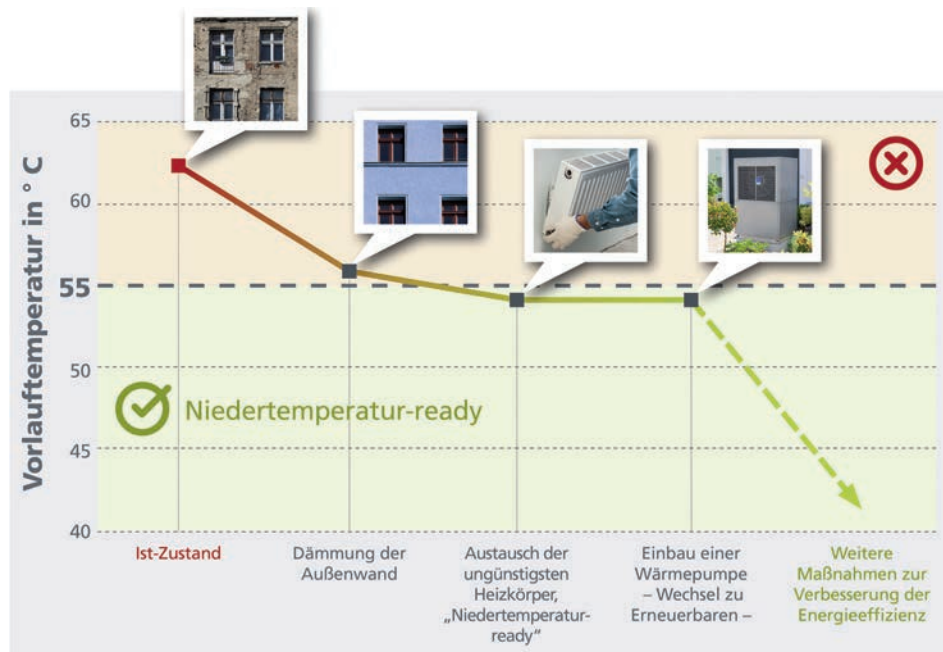 Vorlauftemperatur in ° C
65
60
55
50
45
40
Niedertemperatur-ready
Ist-Zustand
Dämmung der
Außenwand
Austausch der
ungünstigsten
Heizkörper,
„Niedertemperatur-
ready“
Einbau einer
Wärmepumpe
– Wechsel zu
Erneuerbaren –
Weitere
Maßnahmen zur
Verbesserung der
Energieeffizienz